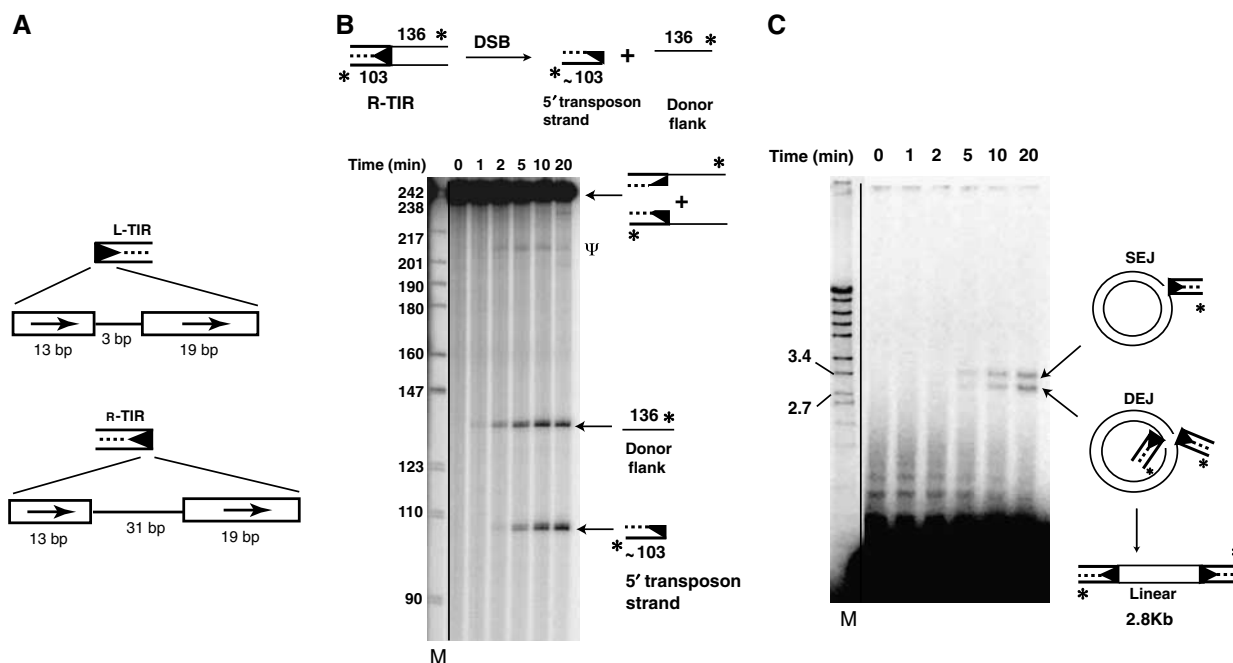 A
L-TIR
13 bp
3 bp
19 bp
R-TIR
13 bp
31 bp
19 bp
B
136 *
* 103
R-TIR
DSB
* ~103
5′ transposon
strand
+
136 *
Donor
flank
Time (min) 0 1 2 5 10 20
242
238
217
201
190
180
160
147
123
110
90
M
*
+
*
Ψ
136 *
Donor
flank
* ~103
5′ transposon
strand
C
Time (min) 0 1 2 5 10 20
3.4
2.7
M
SEJ
*
DEJ
* *
*
Linear
2.8Kb